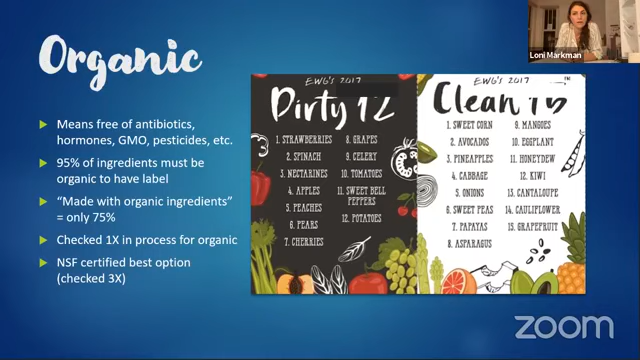 Organic
Means free of antibiotics,
hormones, GMO, pesticides, etc.
95% of ingredients must be
organic to have label
“Made with organic ingredients”
= only 75%
Checked 1X in process for organic
NSF certified best option
(checked 3X)
EWG'S 2017
Dirty 12
1. STRAWBERRIES
2. SPINACH
3. NECTARINES
4. APPLES
5. PEACHES
6. PEARS
7. CHERRIES
8. GRAPES
9. CELERY
10. TOMATOES
11. SWEET BELL
PEPPERS
12. POTATOES
EWG'S 2017
Clean 15
1. SWEET CORN
2. AVOCADOS
3. PINEAPPLES
4. CABBAGE
5. ONIONS
6. SWEET PEAS
7. PAPAYAS
8. ASPARAGUS
9. MANGOES
10. EGGPLANT
11. HONEYDEW
12. KIWI
13. CANTALOUPE
14. CAULIFLOWER
15. GRAPEFRUIT
Loni Markman
zoom